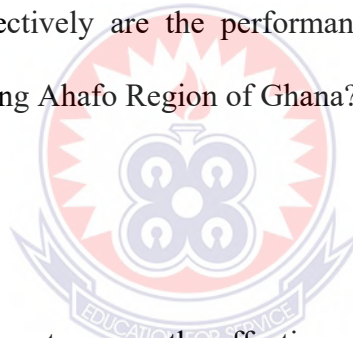 ectively are the performan
ng Ahafo Region of Ghana?
EDUCATION FOR SERVICE